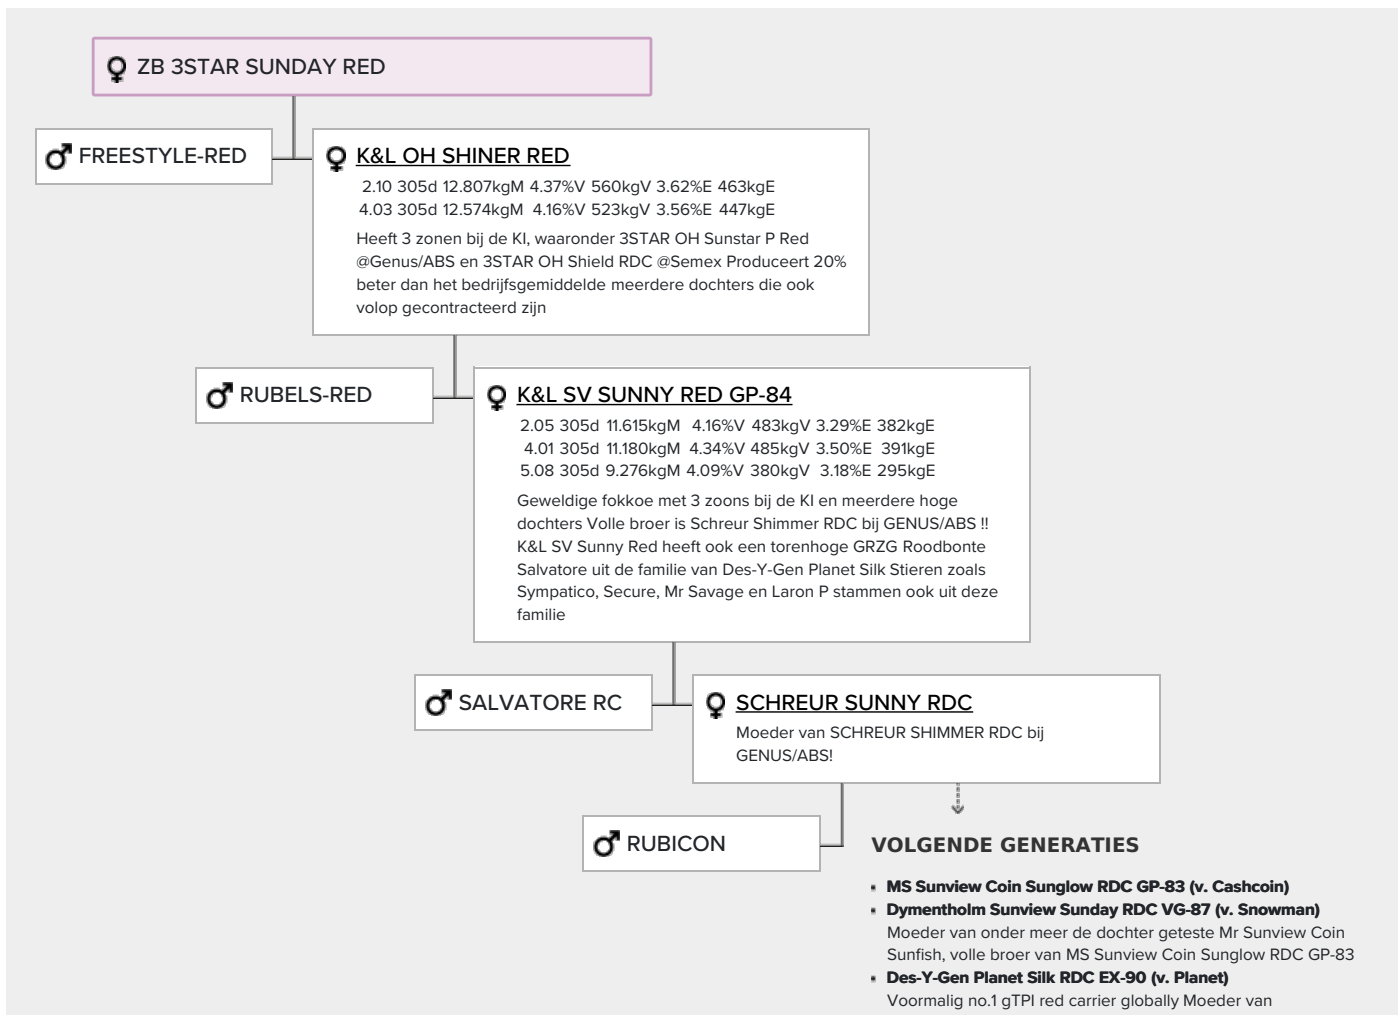 ZB 3STAR SUNDAY RED
FREESTYLE-RED
K&L OH SHINER RED
2.10 305d 12.807kgM 4.37%V 560kgV 3.62%E 463kgE
4.03 305d 12.574kgM 4.16%V 523kgV 3.56%E 447kgE
Heeft 3 zonen bij de KI, waaronder 3STAR OH Sunstar P Red
@Genus/ABS en 3STAR OH Shield RDC @Semex Produceert 20%
beter dan het bedrijfsgemiddelde meerdere dochters die ook
volop gecontracteerd zijn
RUBELS-RED
K&L SV SUNNY RED GP-84
2.05 305d 11.615kgM 4.16%V 483kgV 3.29%E 382kgE
4.01 305d 11.180kgM 4.34%V 485kgV 3.50%E 391kgE
5.08 305d 9.276kgM 4.09%V 380kgV 3.18%E 295kgE
Geweldige fokkoe met 3 zoons bij de KI en meerdere hoge
dochters Volle broer is Schreur Shimmer RDC bij GENUS/ABS !!
K&L SV Sunny Red heeft ook een torenhoge GRZG Roodbonte
Salvatore uit de familie van Des-Y-Gen Planet Silk Stieren zoals
Sympatico, Secure, Mr Savage en Laron P stammen ook uit deze
familie
SALVATORE RC
SCHREUR SUNNY RDC
Moeder van SCHREUR SHIMMER RDC bij
GENUS/ABS!
RUBICON
VOLGENDE GENERATIES
▪ MS Sunview Coin Sunglow RDC GP-83 (v. Cashcoin)
▪ Dymentholm Sunview Sunday RDC VG-87 (v. Snowman)
Moeder van onder meer de dochter geteste Mr Sunview Coin
Sunfish, volle broer van MS Sunview Coin Sunglow RDC GP-83
▪ Des-Y-Gen Planet Silk RDC EX-90 (v. Planet)
Voormalig no.1 gTPI red carrier globally Moeder van